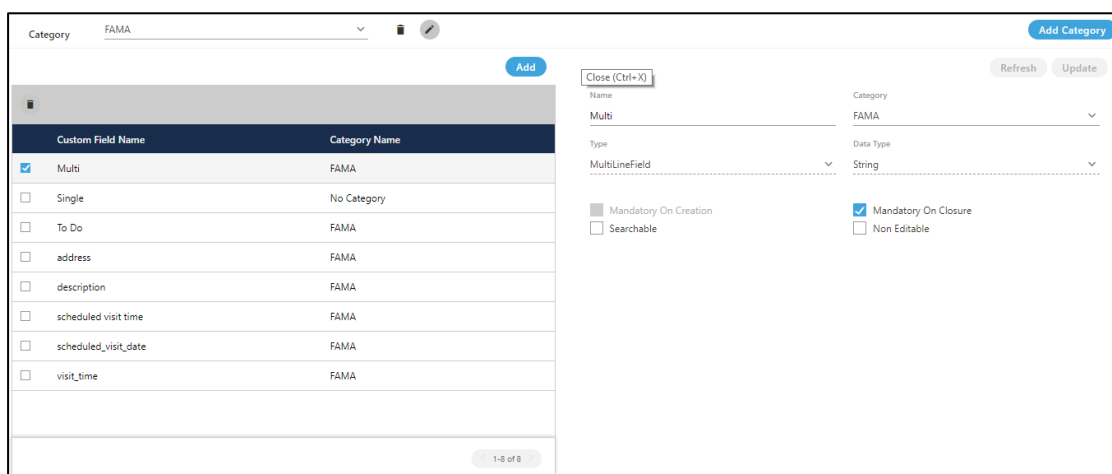 Category FAMA Add Category
Add Refresh Update
Close (Ctrl+X)
Name Category
Multi FAMA
Type Data Type
MultiLineField String
Mandatory On Creation Mandatory On Closure
Searchable Non Editable
Custom Field Name Category Name
Multi FAMA
Single No Category
To Do FAMA
address FAMA
description FAMA
scheduled visit time FAMA
scheduled_visit_date FAMA
visit_time FAMA
1-8 of 8